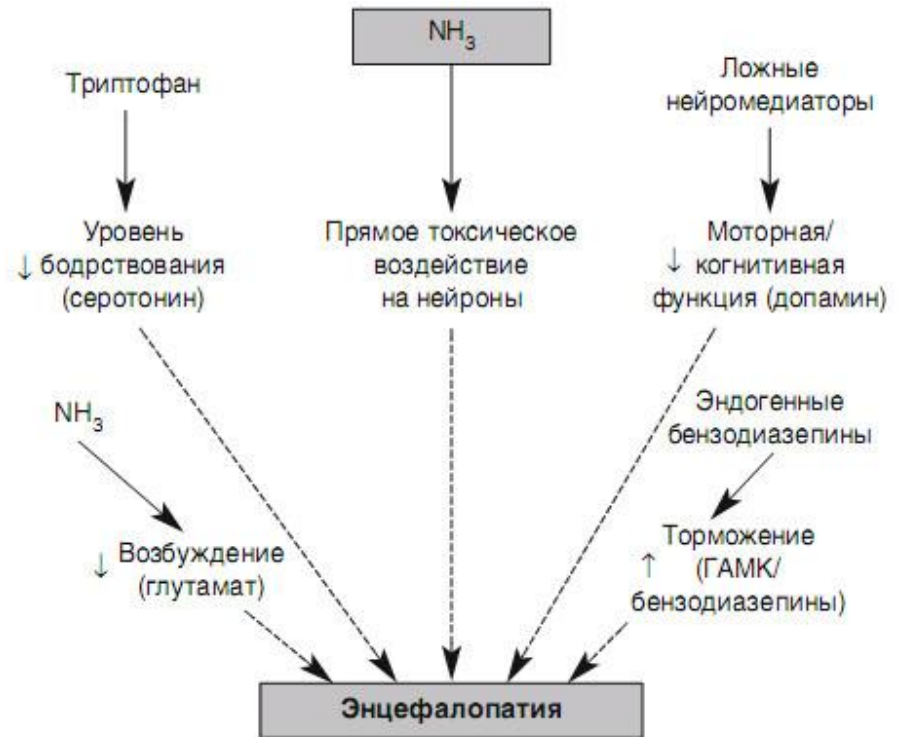 NH3
Триптофан
Ложные
нейромедиаторы
Уровень
↓ бодрствования
(серотонин)
Прямое токсическое
воздействие
на нейроны
Моторная/
↓ когнитивная
функция (допамин)
NH3
Эндогенные
бензодиазепины
↓ Возбуждение
(глутамат)
Торможение
↑ (ГАМК/
бензодиазепины)
Энцефалопатия